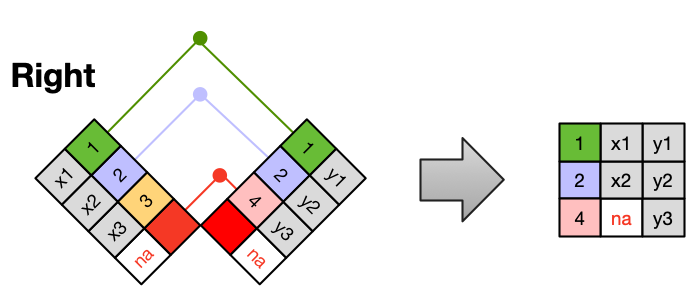 Right
1 1
x1 2 2 y1
x2 3 4 y2
x3 y3
na na
1 x1 y1
2 x2 y2
4 na y3